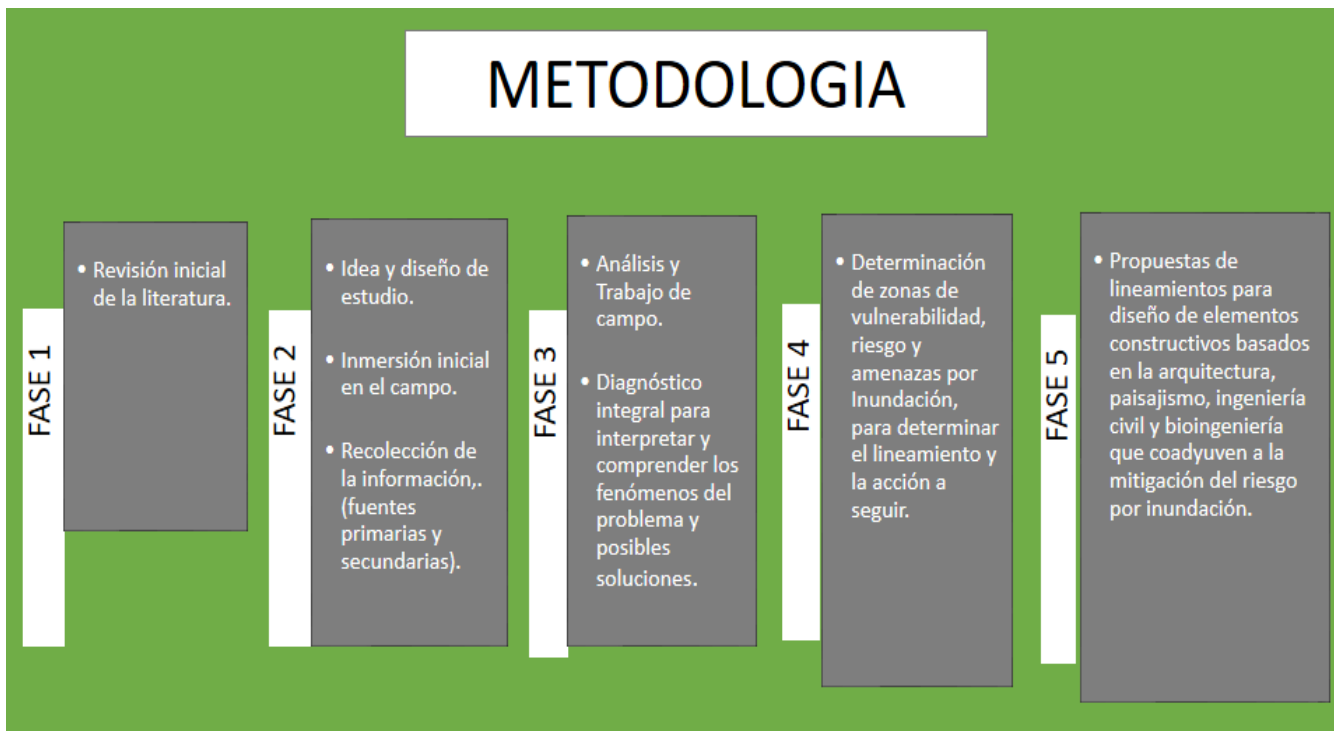 METODOLOGIA
FASE 1
• Revisión inicial
de la literatura.
FASE 2
• Idea y diseño de
estudio.
• Inmersión inicial
en el campo.
• Recolección de
la información,.
(fuentes
primarias y
secundarias).
FASE 3
• Análisis y
Trabajo de
campo.
• Diagnóstico
integral para
interpretar y
comprender los
fenómenos del
problema y
posibles
soluciones.
FASE 4
• Determinación
de zonas de
vulnerabilidad,
riesgo y
amenazas por
Inundación,
para determinar
el lineamiento y
la acción a
seguir.
FASE 5
• Propuestas de
lineamientos para
diseño de elementos
constructivos basados
en la arquitectura,
paisajismo, ingeniería
civil y bioingeniería
que coadyuven a la
mitigación del riesgo
por inundación.